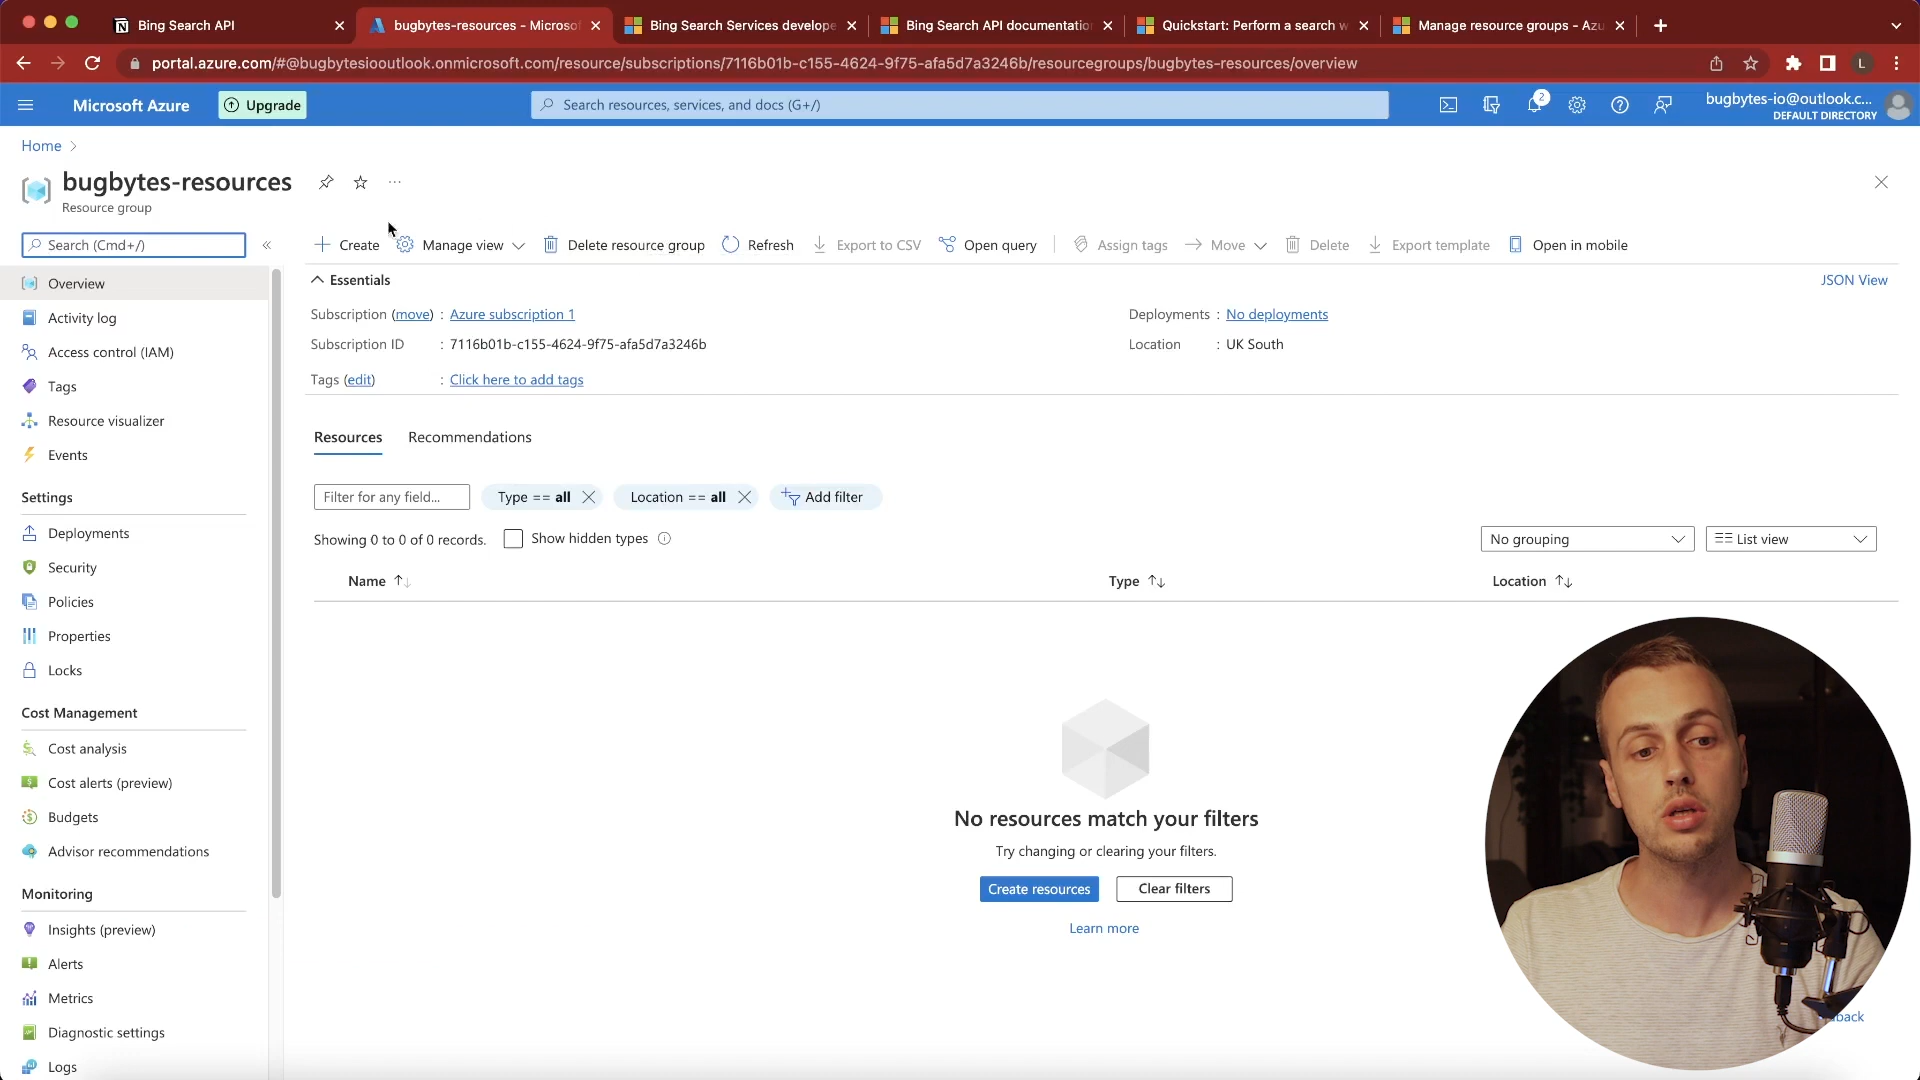 Bing Search API
bugbytes-resources - Microsof
Bing Search Services develope
Bing Search API documentation
Quickstart: Perform a search w
Manage resource groups - Azu
portal.azure.com/#@bugbytesiooutlook.onmicrosoft.com/resource/subscriptions/7116b01b-c155-4624-9f75-afa5d7a3246b/resourcegroups/bugbytes-resources/overview
L
Microsoft Azure
Upgrade
Search resources, services, and docs (G+/)
2
bugbytes-io@outlook.c...
DEFAULT DIRECTORY
Home
bugbytes-resources
Resource group
Search (Cmd+/)
Create
Manage view
Delete resource group
Refresh
Export to CSV
Open query
Assign tags
Move
Delete
Export template
Open in mobile
Overview
Activity log
Access control (IAM)
Tags
Resource visualizer
Events
Settings
Deployments
Security
Policies
Properties
Locks
Cost Management
Cost analysis
Cost alerts (preview)
Budgets
Advisor recommendations
Monitoring
Insights (preview)
Alerts
Metrics
Diagnostic settings
Logs
Essentials
JSON View
Subscription (move) : Azure subscription 1
Subscription ID : 7116b01b-c155-4624-9f75-afa5d7a3246b
Tags (edit) : Click here to add tags
Deployments : No deployments
Location : UK South
Resources
Recommendations
Filter for any field...
Type == all
Location == all
Add filter
Showing 0 to 0 of 0 records.
Show hidden types
No grouping
List view
Name
Type
Location
No resources match your filters
Try changing or clearing your filters.
Create resources
Clear filters
Learn more